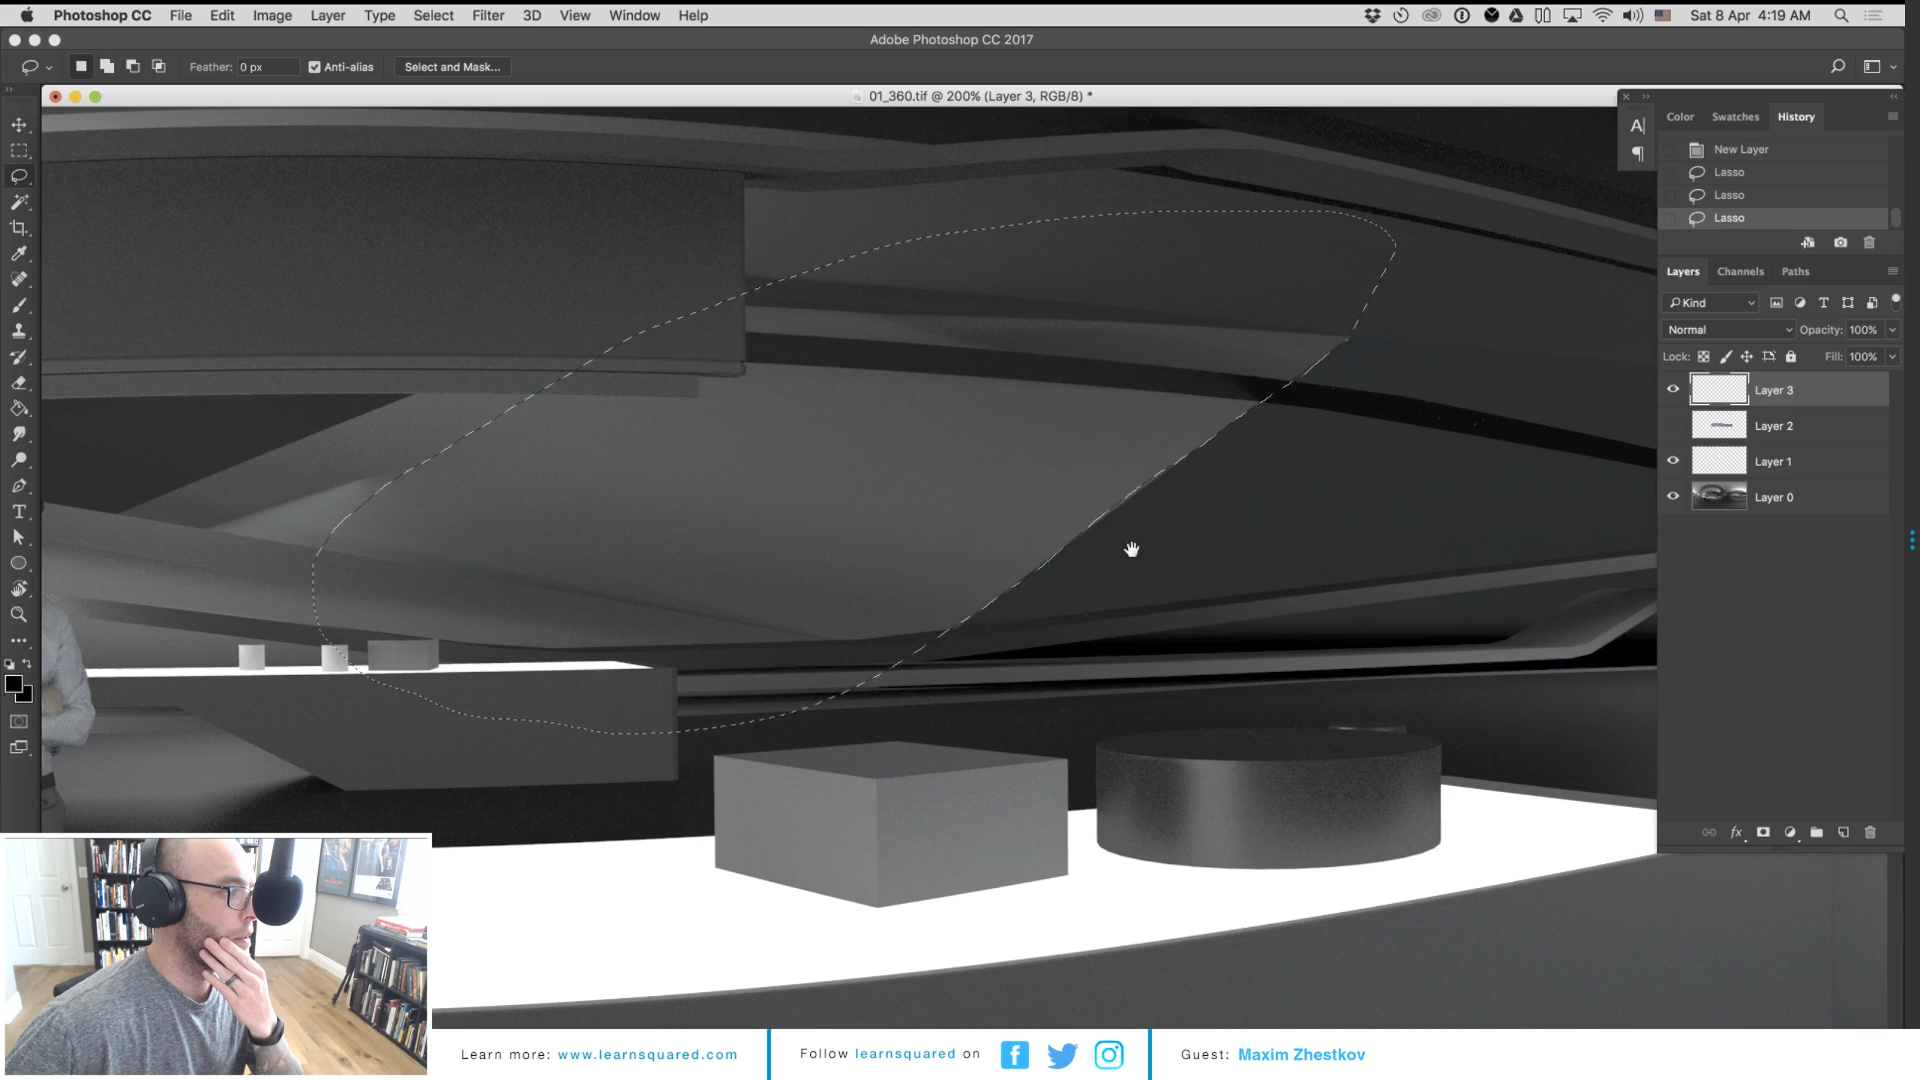 Photoshop CC File Edit Image Layer Type Select Filter 3D View Window Help Sat 8 Apr 4:19 AM
Adobe Photoshop CC 2017
Feather: 0 px Anti-alias Select and Mask...
01_360.tif @ 200% (Layer 3, RGB/8) *
Color Swatches History
New Layer
Lasso
Lasso
Lasso
Layers Channels Paths
Kind
Normal Opacity: 100%
Lock: Fill: 100%
Layer 3
Layer 2
Layer 1
Layer 0
fx
Learn more: www.learnsquared.com Follow learnsquared on Guest: Maxim Zhestkov